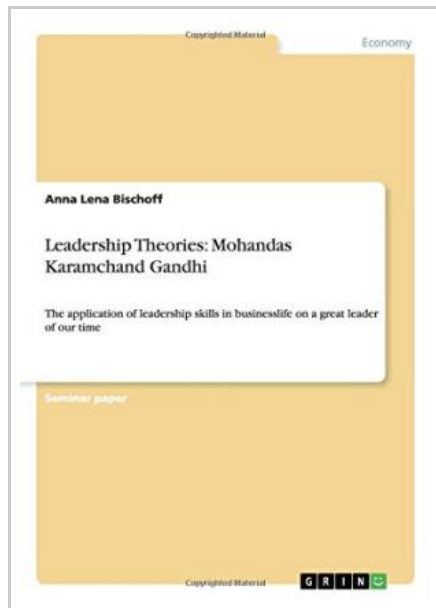 Copyrighted Material
Economy
Anna Lena Bischoff
Leadership Theories: Mohandas
Karamchand Gandhi
The application of leadership skills in businesslife on a great leader
of our time
Seminar paper
Copyrighted Material
GRIN